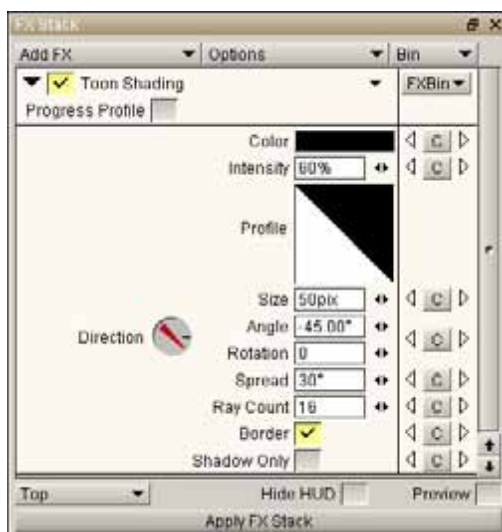 FX Stack
Add FX Options Bin
Toon Shading FXBin
Progress Profile
Color C
Intensity 60% C
Profile
Size 50pix C
Direction Angle -45.00° C
Rotation 0
Spread 30° C
Ray Count 16 C
Border C
Shadow Only C
Top Hide HUD Preview
Apply FX Stack